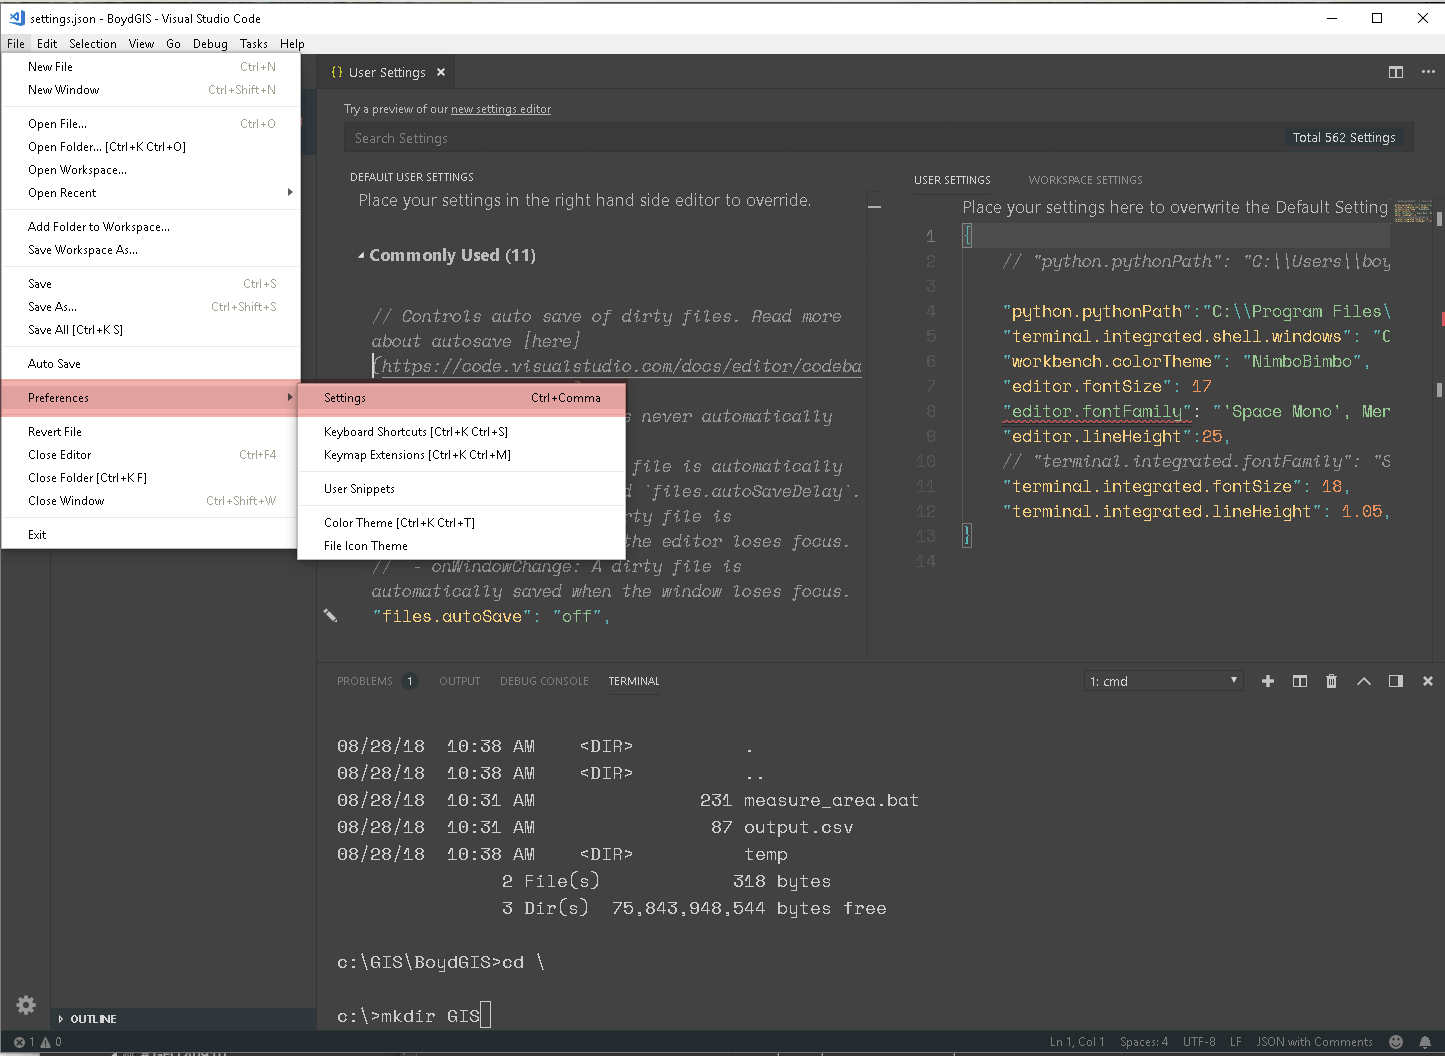 settings.json - BoydGIS - Visual Studio Code
File Edit Selection View Go Debug Tasks Help
New File Ctrl+N
New Window Ctrl+Shift+N
Open File... Ctrl+O
Open Folder... [Ctrl+K Ctrl+O]
Open Workspace...
Open Recent
Add Folder to Workspace...
Save Workspace As...
Save Ctrl+S
Save As... Ctrl+Shift+S
Save All [Ctrl+K S]
Auto Save
Preferences
Revert File
Close Editor Ctrl+F4
Close Folder [Ctrl+K F]
Close Window Ctrl+Shift+W
Exit
Settings Ctrl+Comma
Keyboard Shortcuts [Ctrl+K Ctrl+S]
Keymap Extensions [Ctrl+K Ctrl+M]
User Snippets
Color Theme [Ctrl+K Ctrl+T]
File Icon Theme
{} User Settings
Try a preview of our new settings editor
Search Settings Total 562 Settings
DEFAULT USER SETTINGS
Place your settings in the right hand side editor to override.
Commonly Used (11)
// Controls auto save of dirty files. Read more
about autosave [here]
(https://code.visualstudio.com/docs/editor/codeba
never automatically
file is automatically
`files.autoSaveDelay`.
file is
the editor loses focus.
// - onWindowChange: A dirty file is
automatically saved when the window loses focus.
"files.autoSave": "off",
USER SETTINGS WORKSPACE SETTINGS
Place your settings here to overwrite the Default Setting
1 {
2 // "python.pythonPath": "C:\\Users\\boy
3
4 "python.pythonPath":"C:\\Program Files\
5 "terminal.integrated.shell.windows": "C
6 "workbench.colorTheme": "NimboBimbo",
7 "editor.fontSize": 17
8 "editor.fontFamily": "'Space Mono', Mer
9 "editor.lineHeight":25,
10 // "terminal.integrated.fontFamily": "S
11 "terminal.integrated.fontSize": 18,
12 "terminal.integrated.lineHeight": 1.05,
13 }
14
PROBLEMS 1 OUTPUT DEBUG CONSOLE TERMINAL 1: cmd
08/28/18 10:38 AM <DIR> .
08/28/18 10:38 AM <DIR> ..
08/28/18 10:31 AM 231 measure_area.bat
08/28/18 10:31 AM 87 output.csv
08/28/18 10:38 AM <DIR> temp
2 File(s) 318 bytes
3 Dir(s) 75,843,948,544 bytes free
c:\GIS\BoydGIS>cd \
c:\>mkdir GIS
OUTLINE
1 0 Ln 1, Col 1 Spaces: 4 UTF-8 LF JSON with Comments